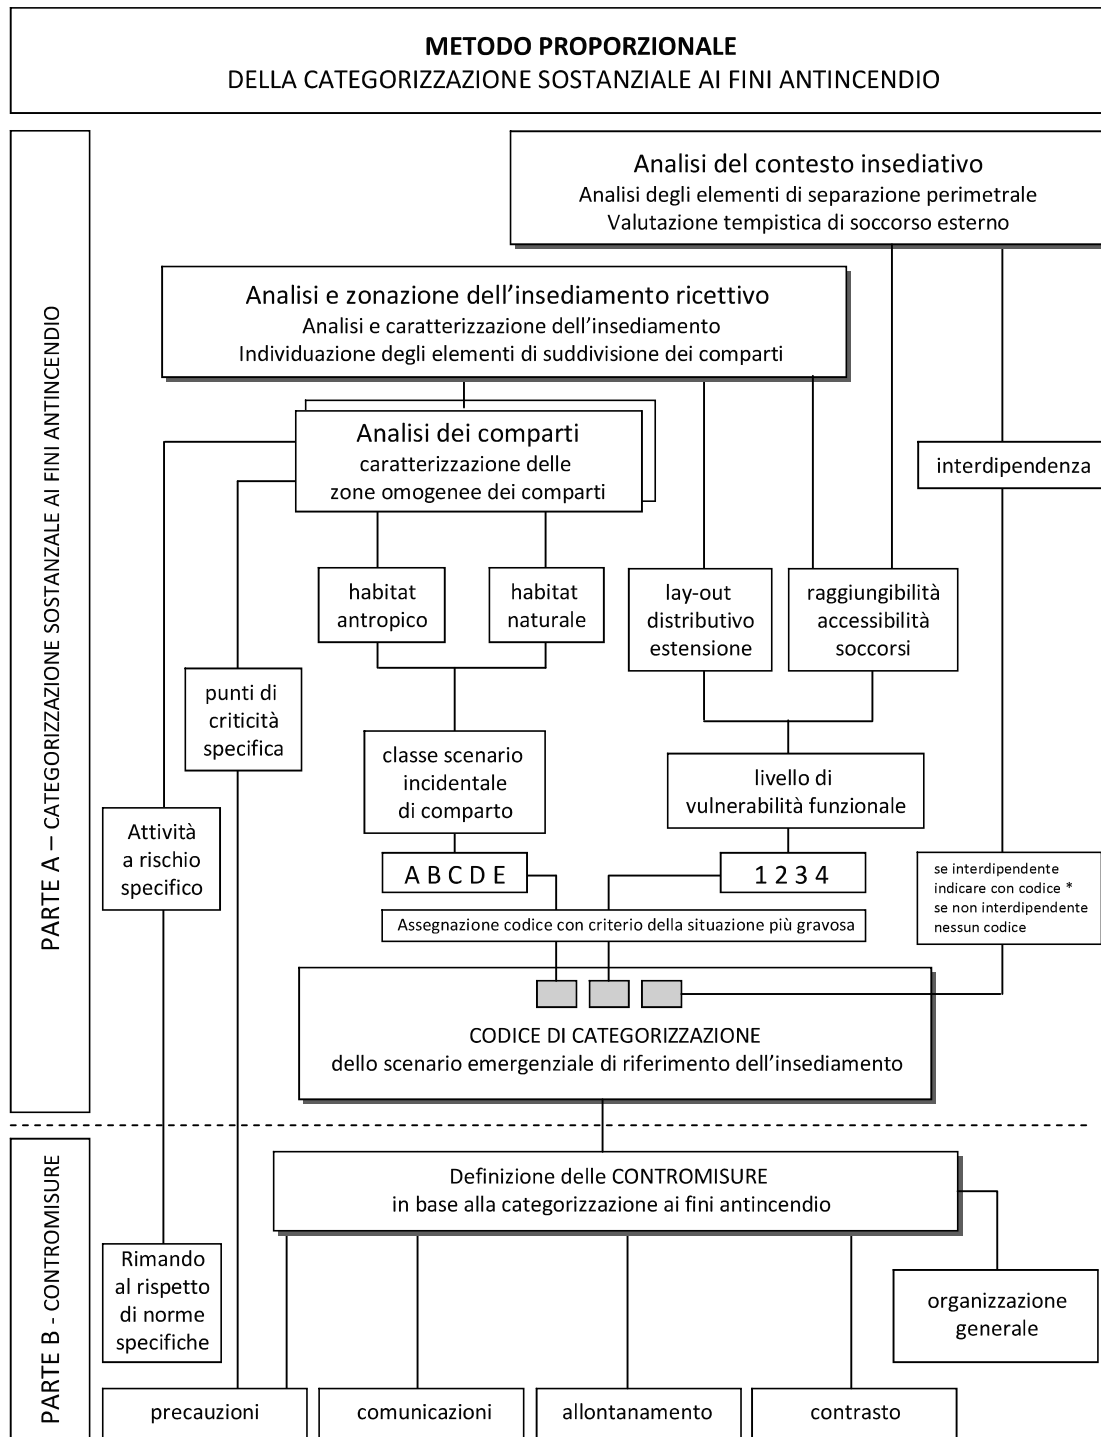 METODO PROPORZIONALE
DELLA CATEGORIZZAZIONE SOSTANZIALE AI FINI ANTINCENDIO
PARTE A – CATEGORIZZAZIONE SOSTANZALE AI FINI ANTINCENDIO
Analisi del contesto insediativo
Analisi degli elementi di separazione perimetrale
Valutazione tempistica di soccorso esterno
Analisi e zonazione dell'insediamento ricettivo
Analisi e caratterizzazione dell'insediamento
Individuazione degli elementi di suddivisione dei comparti
Analisi dei comparti
caratterizzazione delle
zone omogenee dei comparti
interdipendenza
habitat
antropico
habitat
naturale
lay-out
distributivo
estensione
raggiungibilità
accessibilità
soccorsi
punti di
criticità
specifica
classe scenario
incidentale
di comparto
livello di
vulnerabilità funzionale
Attività
a rischio
specifico
A B C D E
1 2 3 4
se interdipendente
indicare con codice *
se non interdipendente
nessun codice
Assegnazione codice con criterio della situazione più gravosa
CODICE DI CATEGORIZZAZIONE
dello scenario emergenziale di riferimento dell'insediamento
PARTE B - CONTROMISURE
Definizione delle CONTROMISURE
in base alla categorizzazione ai fini antincendio
Rimando
al rispetto
di norme
specifiche
organizzazione
generale
precauzioni
comunicazioni
allontanamento
contrasto